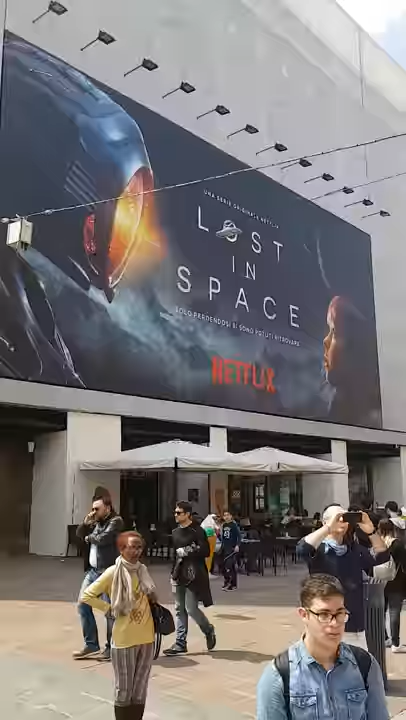 UNA SERIE ORIGINALE NETFLIX
LOST
IN
SPACE
SOLO PERDENDOSI SI SONO POTUTI RITROVARE
NETFLIX